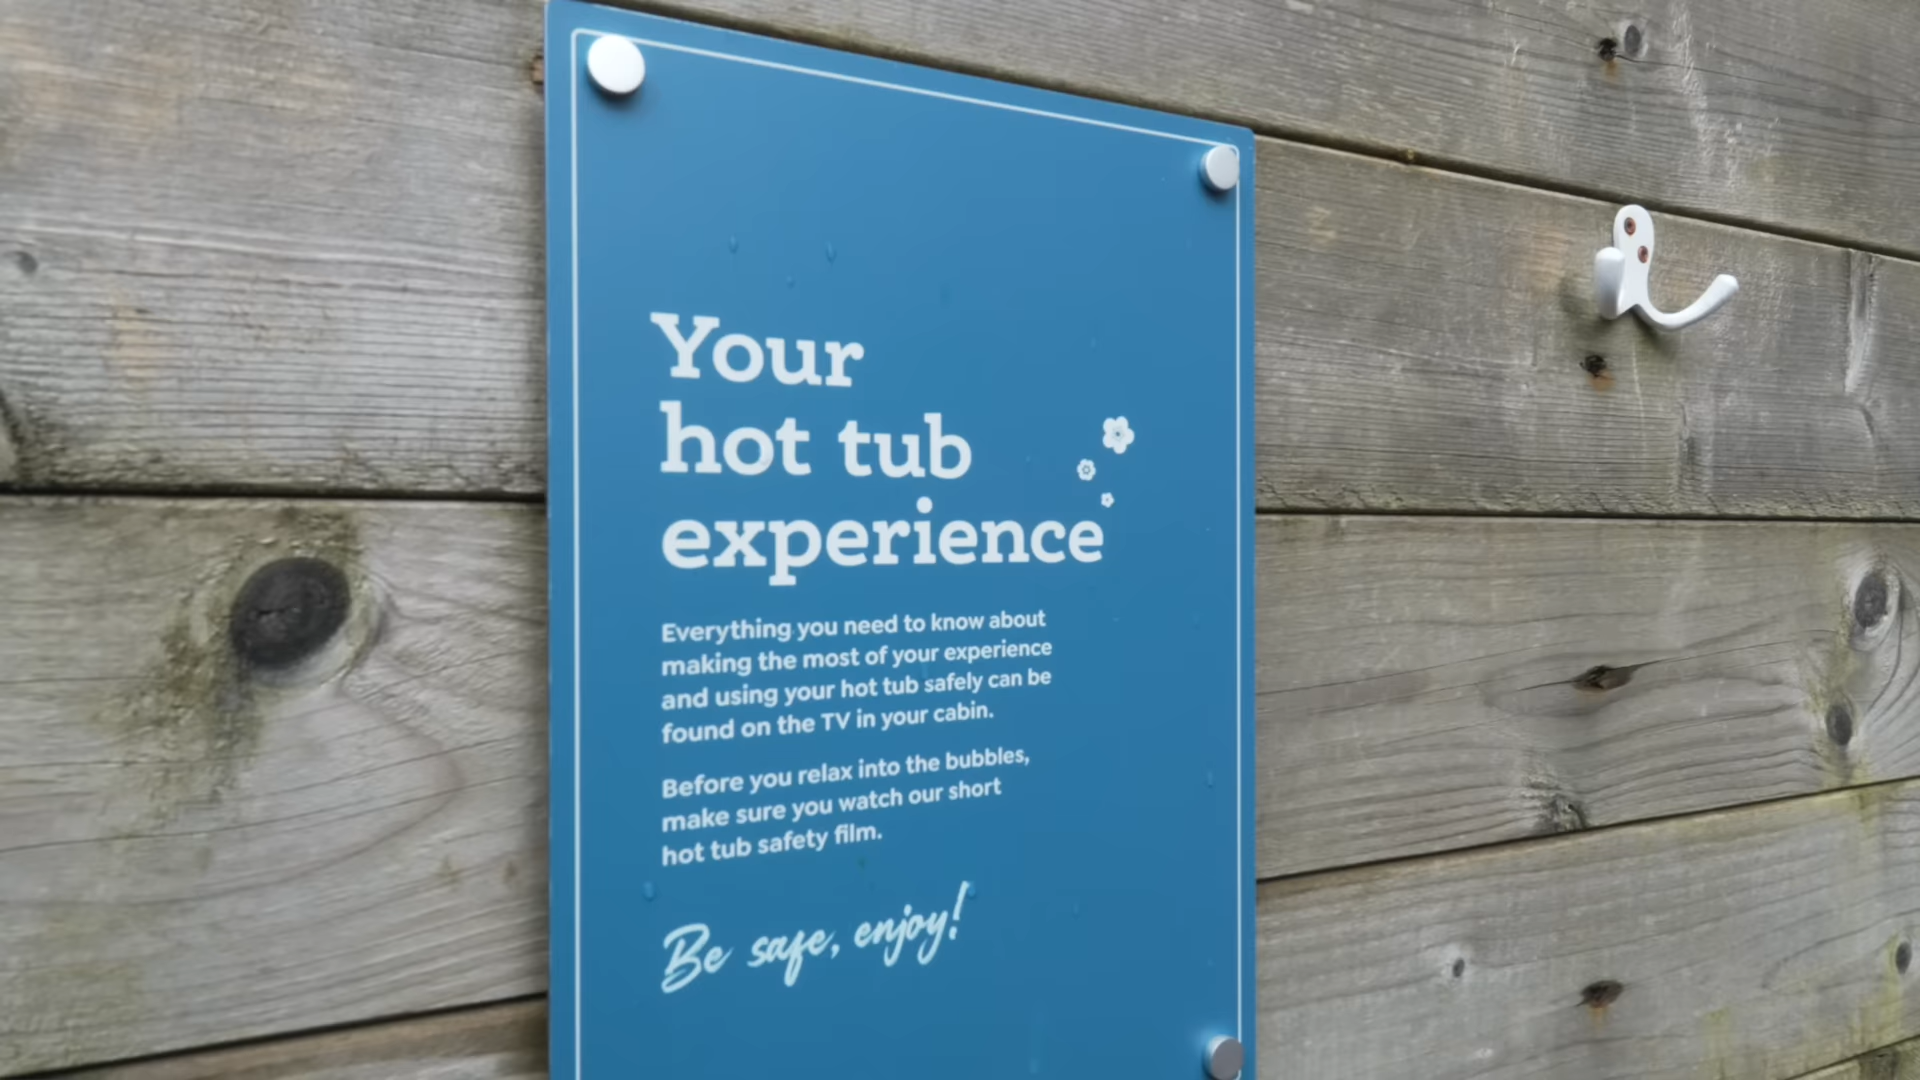 Your
hot tub
experience
Everything you need to know about
making the most of your experience
and using your hot tub safely can be
found on the TV in your cabin.
Before you relax into the bubbles,
make sure you watch our short
hot tub safety film.
Be safe, enjoy!